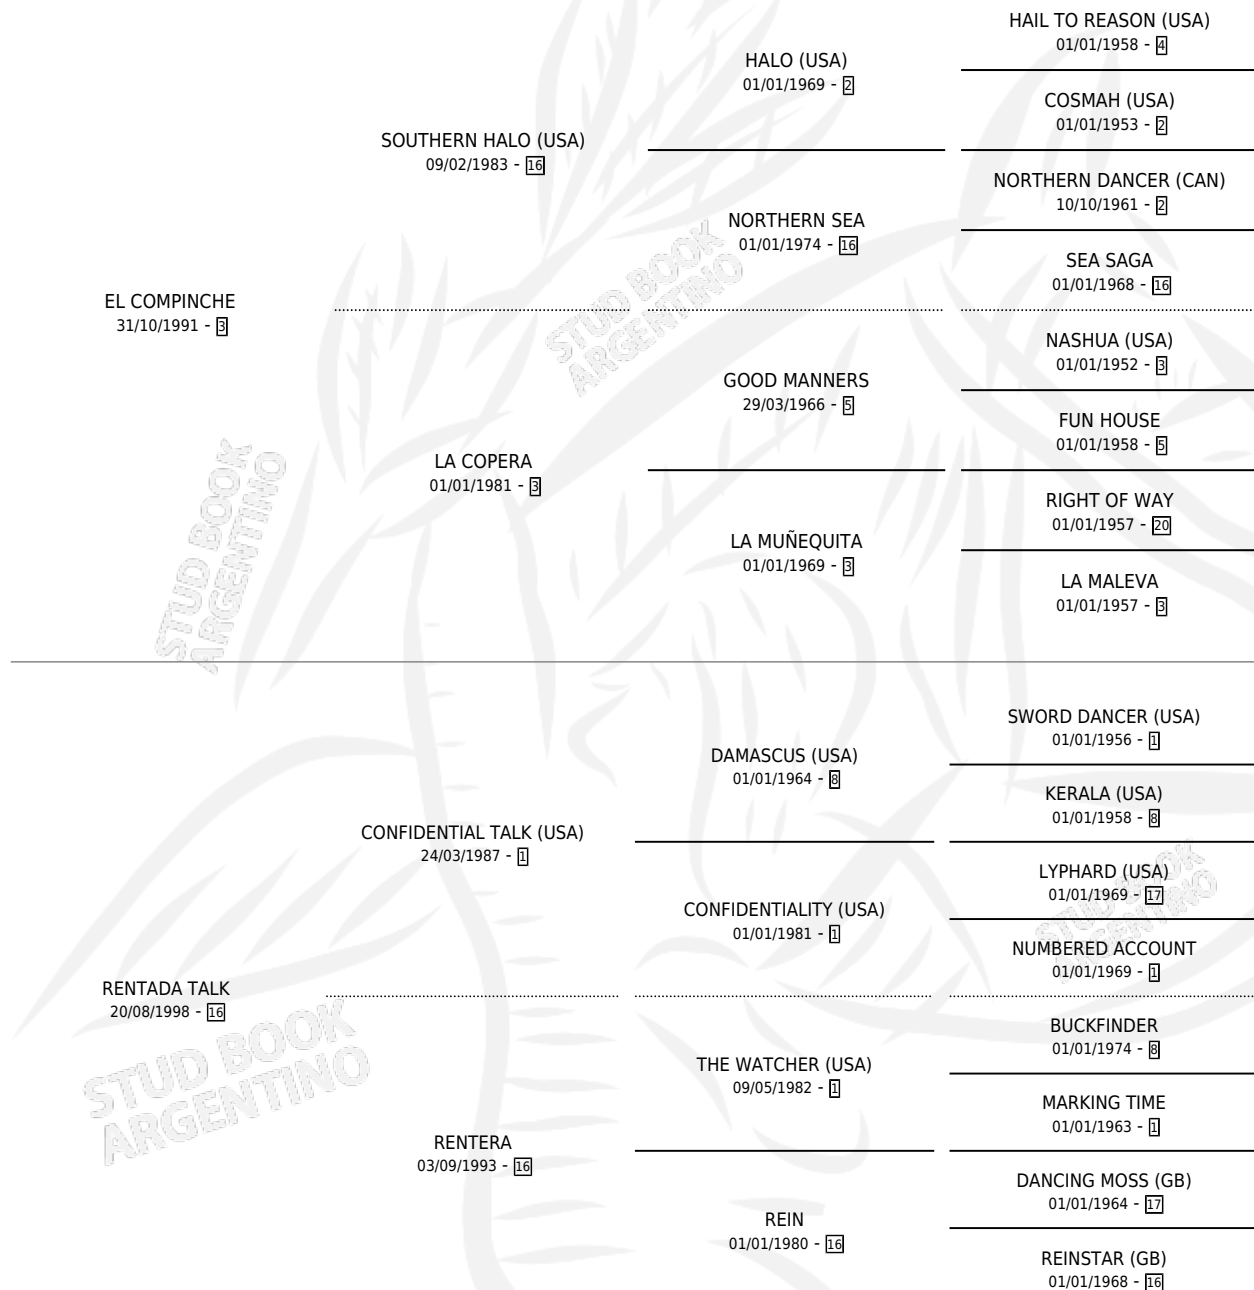 HAIL TO REASON (USA)
01/01/1958 - 4
HALO (USA)
01/01/1969 - 2
COSMAH (USA)
01/01/1953 - 2
SOUTHERN HALO (USA)
09/02/1983 - 16
NORTHERN DANCER (CAN)
10/10/1961 - 2
NORTHERN SEA
01/01/1974 - 16
SEA SAGA
01/01/1968 - 16
EL COMPINCHE
31/10/1991 - 3
NASHUA (USA)
01/01/1952 - 3
GOOD MANNERS
29/03/1966 - 5
FUN HOUSE
01/01/1958 - 5
LA COPERA
01/01/1981 - 3
RIGHT OF WAY
01/01/1957 - 20
LA MUÑEQUITA
01/01/1969 - 3
LA MALEVA
01/01/1957 - 3
SWORD DANCER (USA)
01/01/1956 - 1
DAMASCUS (USA)
01/01/1964 - 8
KERALA (USA)
01/01/1958 - 8
CONFIDENTIAL TALK (USA)
24/03/1987 - 1
LYPHARD (USA)
01/01/1969 - 17
CONFIDENTIALITY (USA)
01/01/1981 - 1
NUMBERED ACCOUNT
01/01/1969 - 1
RENTADA TALK
20/08/1998 - 16
BUCKFINDER
01/01/1974 - 8
THE WATCHER (USA)
09/05/1982 - 1
MARKING TIME
01/01/1963 - 1
RENTERA
03/09/1993 - 16
DANCING MOSS (GB)
01/01/1964 - 17
REIN
01/01/1980 - 16
REINSTAR (GB)
01/01/1968 - 16
STUD BOOK
ARGENTINO
STUD BOOK
ARGENTINO
STUD BOOK
ARGENTINO
STUD BOOK
ARGENTINO